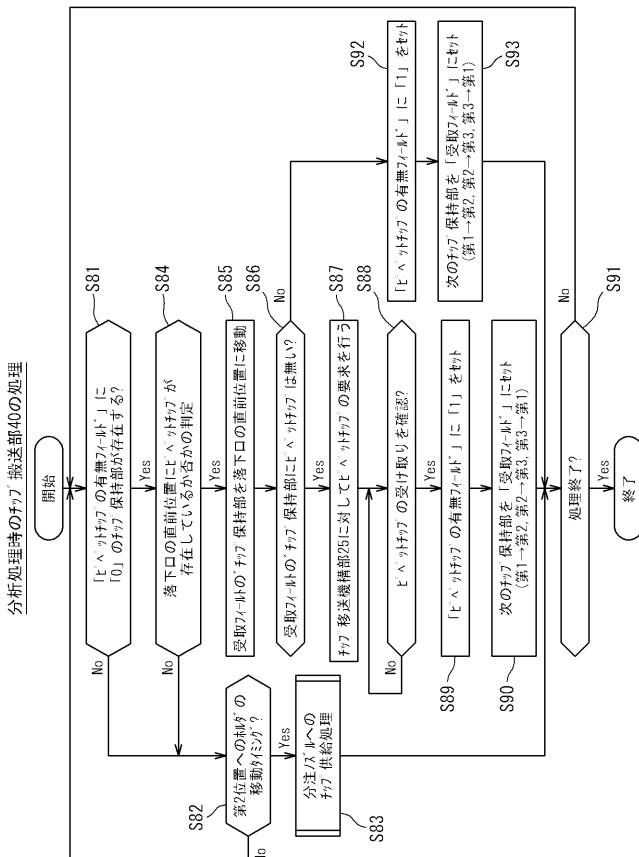 分析処理時のチップ搬送部40の処理
開始
S81
「ピペットチップの有無フィールド」に
「0」のチップ保持部が存在する?
No
Yes
S84
落下口の直前位置にピペットチップが
存在しているか否かの判定
No
Yes
S82
第2位置へのホルダの
移動タイミング?
No
Yes
S83
分注ノズルへの
チップ供給処理
S85
受取フィールドのチップ保持部を落下口の直前位置に移動
S86
受取フィールドのチップ保持部にピペットチップは無い?
No
Yes
S87
チップ移送機構部25に対してピペットチップの要求を行う
S88
ピペットチップの受け取りを確認?
No
Yes
S89
「ピペットチップの有無フィールド」に「1」をセット
S90
次のチップ保持部を「受取フィールド」にセット
(第1→第2, 第2→第3, 第3→第1)
S92
「ピペットチップの有無フィールド」に「1」をセット
S93
次のチップ保持部を「受取フィールド」にセット
(第1→第2, 第2→第3, 第3→第1)
S91
処理終了?
No
Yes
終了